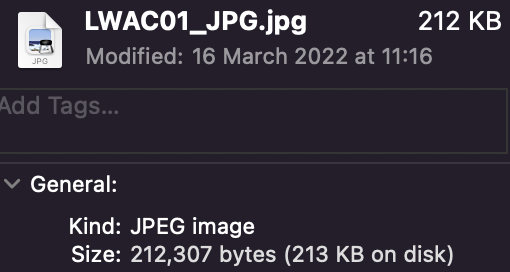 LWAC01_JPG.jpg 212 KB
JPG
Modified: 16 March 2022 at 11:16
Add Tags...
General:
Kind: JPEG image
Size: 212,307 bytes (213 KB on disk)